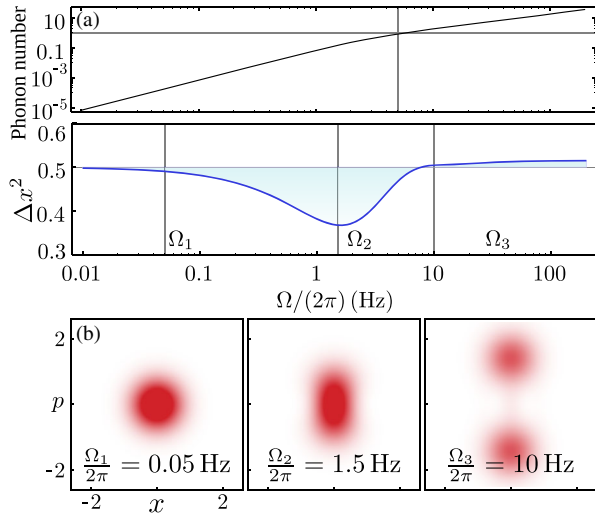 (a)
Phonon number
10
0.1
10⁻³
10⁻⁵
Δx²
0.6
0.5
0.4
0.3
Ω₁
Ω₂
Ω₃
0.01 0.1 1 10 100
Ω/(2π) (Hz)
(b)
p
2
0
-2
Ω₁/2π = 0.05 Hz
Ω₂/2π = 1.5 Hz
Ω₃/2π = 10 Hz
-2 x 2